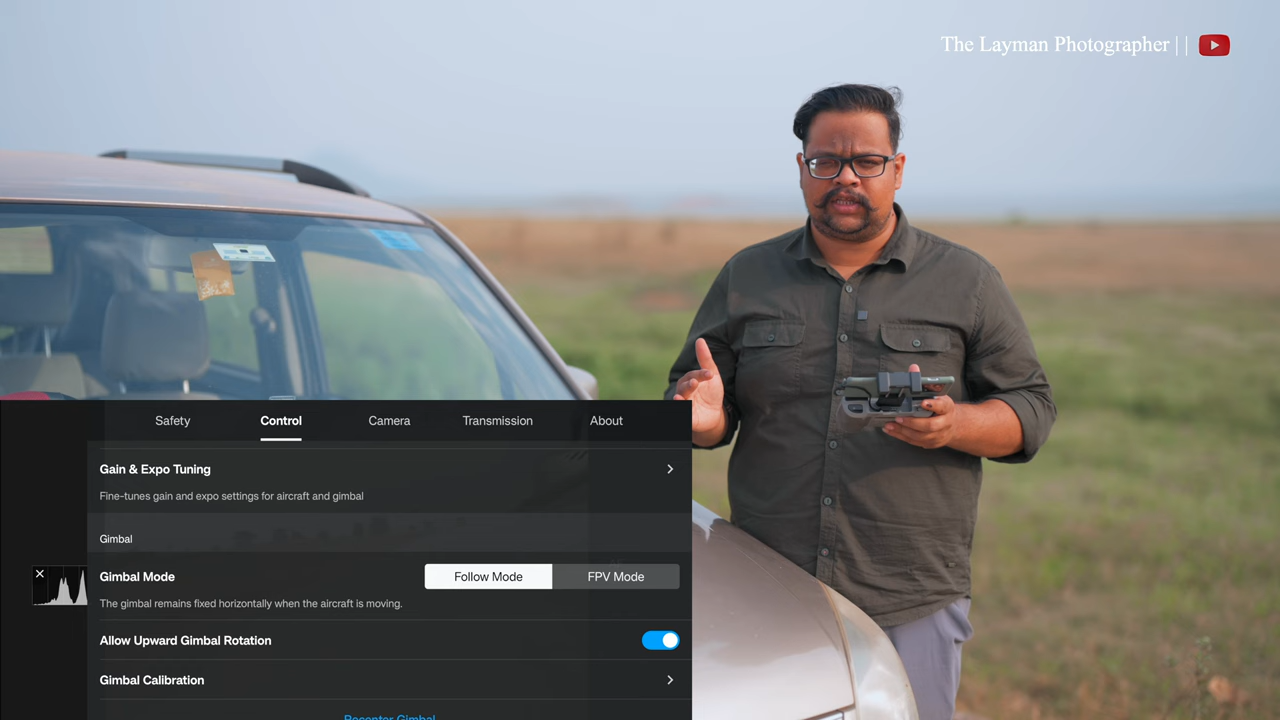 The Layman Photographer ||
Safety Control Camera Transmission About
Gain & Expo Tuning
Fine-tunes gain and expo settings for aircraft and gimbal
Gimbal
Gimbal Mode Follow Mode FPV Mode
The gimbal remains fixed horizontally when the aircraft is moving.
Allow Upward Gimbal Rotation
Gimbal Calibration
Recenter Gimbal